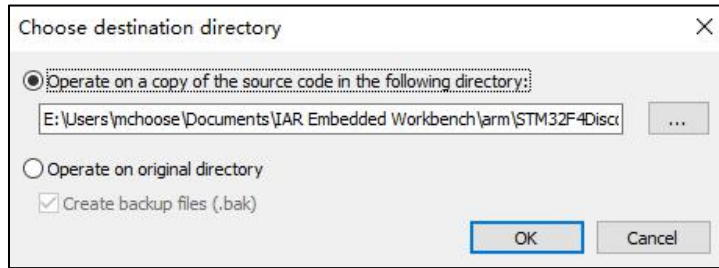 Choose destination directory
Operate on a copy of the source code in the following directory:
E:\Users\mchoose\Documents\IAR Embedded Workbench\arm\STM32F4Disc
...
Operate on original directory
Create backup files (.bak)
OK Cancel